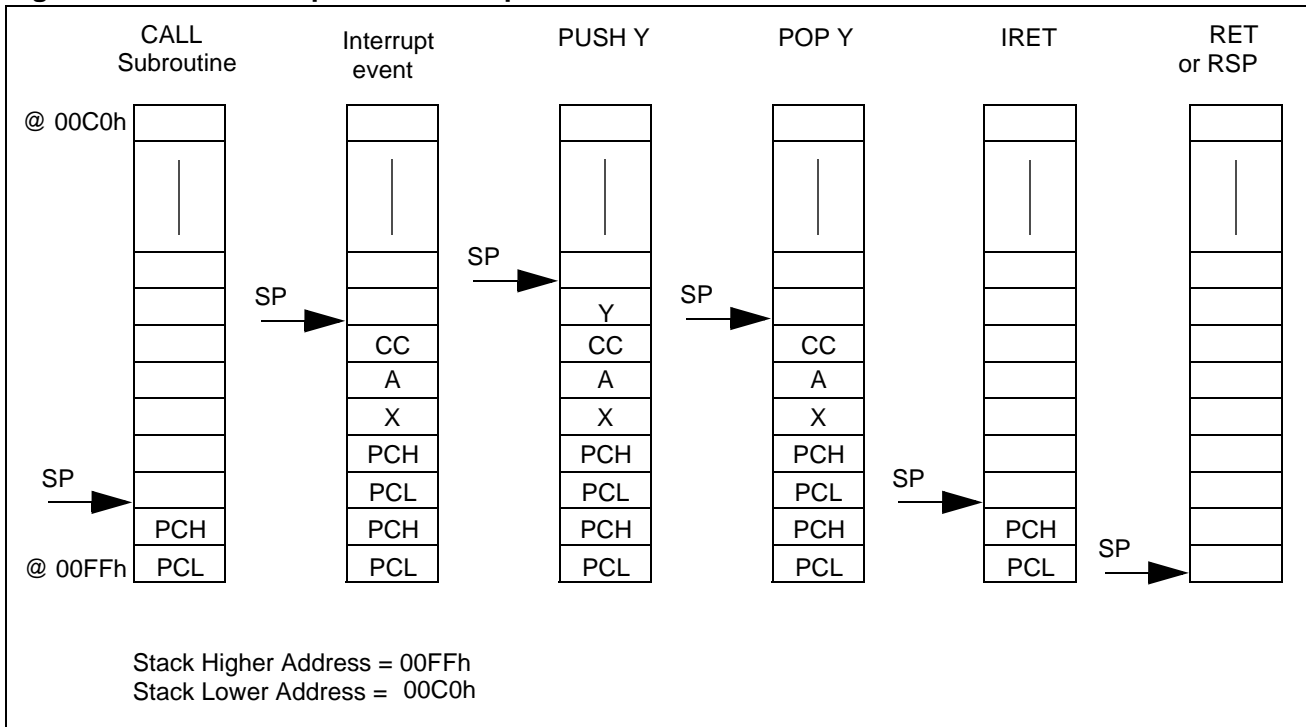 CALL
Subroutine
Interrupt
event
PUSH Y
POP Y
IRET
RET
or RSP
@ 00C0h
SP
SP
SP
Y
CC
CC
CC
A
A
A
X
X
X
PCH
PCH
PCH
SP
SP
PCL
PCL
PCL
PCH
PCH
PCH
PCH
PCH
SP
@ 00FFh
PCL
PCL
PCL
PCL
PCL
Stack Higher Address = 00FFh
Stack Lower Address = 00C0h